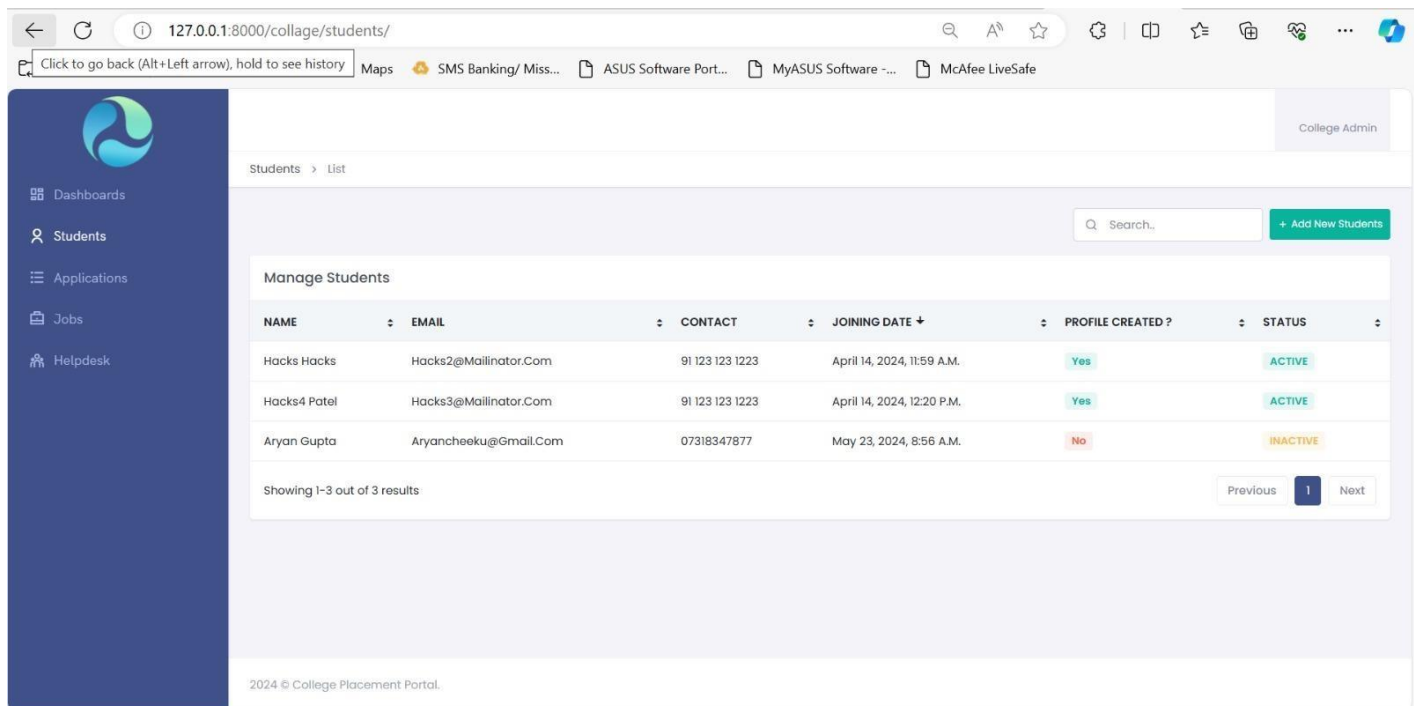 127.0.0.1:8000/collage/students/
Click to go back (Alt+Left arrow), hold to see history Maps SMS Banking/ Miss... ASUS Software Port... MyASUS Software -... McAfee LiveSafe
College Admin
Students > List
Dashboards
Students
Applications
Jobs
Helpdesk
Search..
+ Add New Students
Manage Students
NAME EMAIL CONTACT JOINING DATE PROFILE CREATED ? STATUS
Hacks Hacks Hacks2@Mailinator.Com 91 123 123 1223 April 14, 2024, 11:59 A.M. Yes ACTIVE
Hacks4 Patel Hacks3@Mailinator.Com 91 123 123 1223 April 14, 2024, 12:20 P.M. Yes ACTIVE
Aryan Gupta Aryancheeku@Gmail.Com 07318347877 May 23, 2024, 8:56 A.M. No INACTIVE
Showing 1-3 out of 3 results
Previous 1 Next
2024 © College Placement Portal.